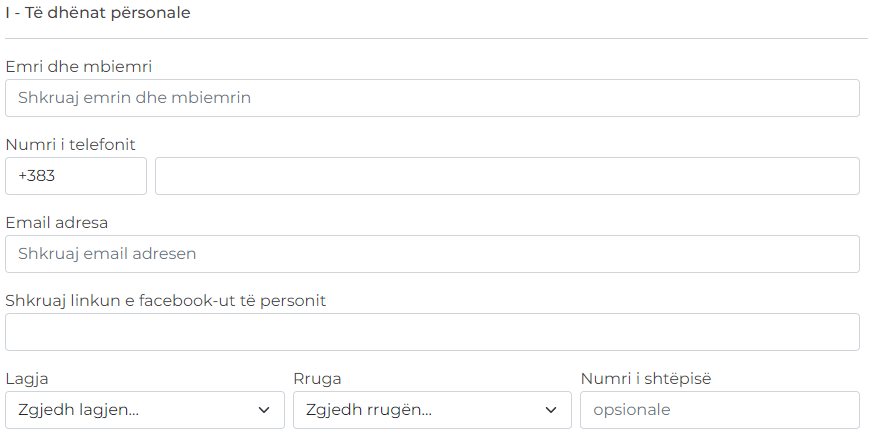 I - Të dhënat përsonale
Emri dhe mbiemri
Shkruaj emrin dhe mbiemrin
Numri i telefonit
+383
Email adresa
Shkruaj email adresen
Shkruaj linkun e facebook-ut të personit
Lagja Rruga Numri i shtëpisë
Zgjedh lagjen... Zgjedh rrugën... opsionale